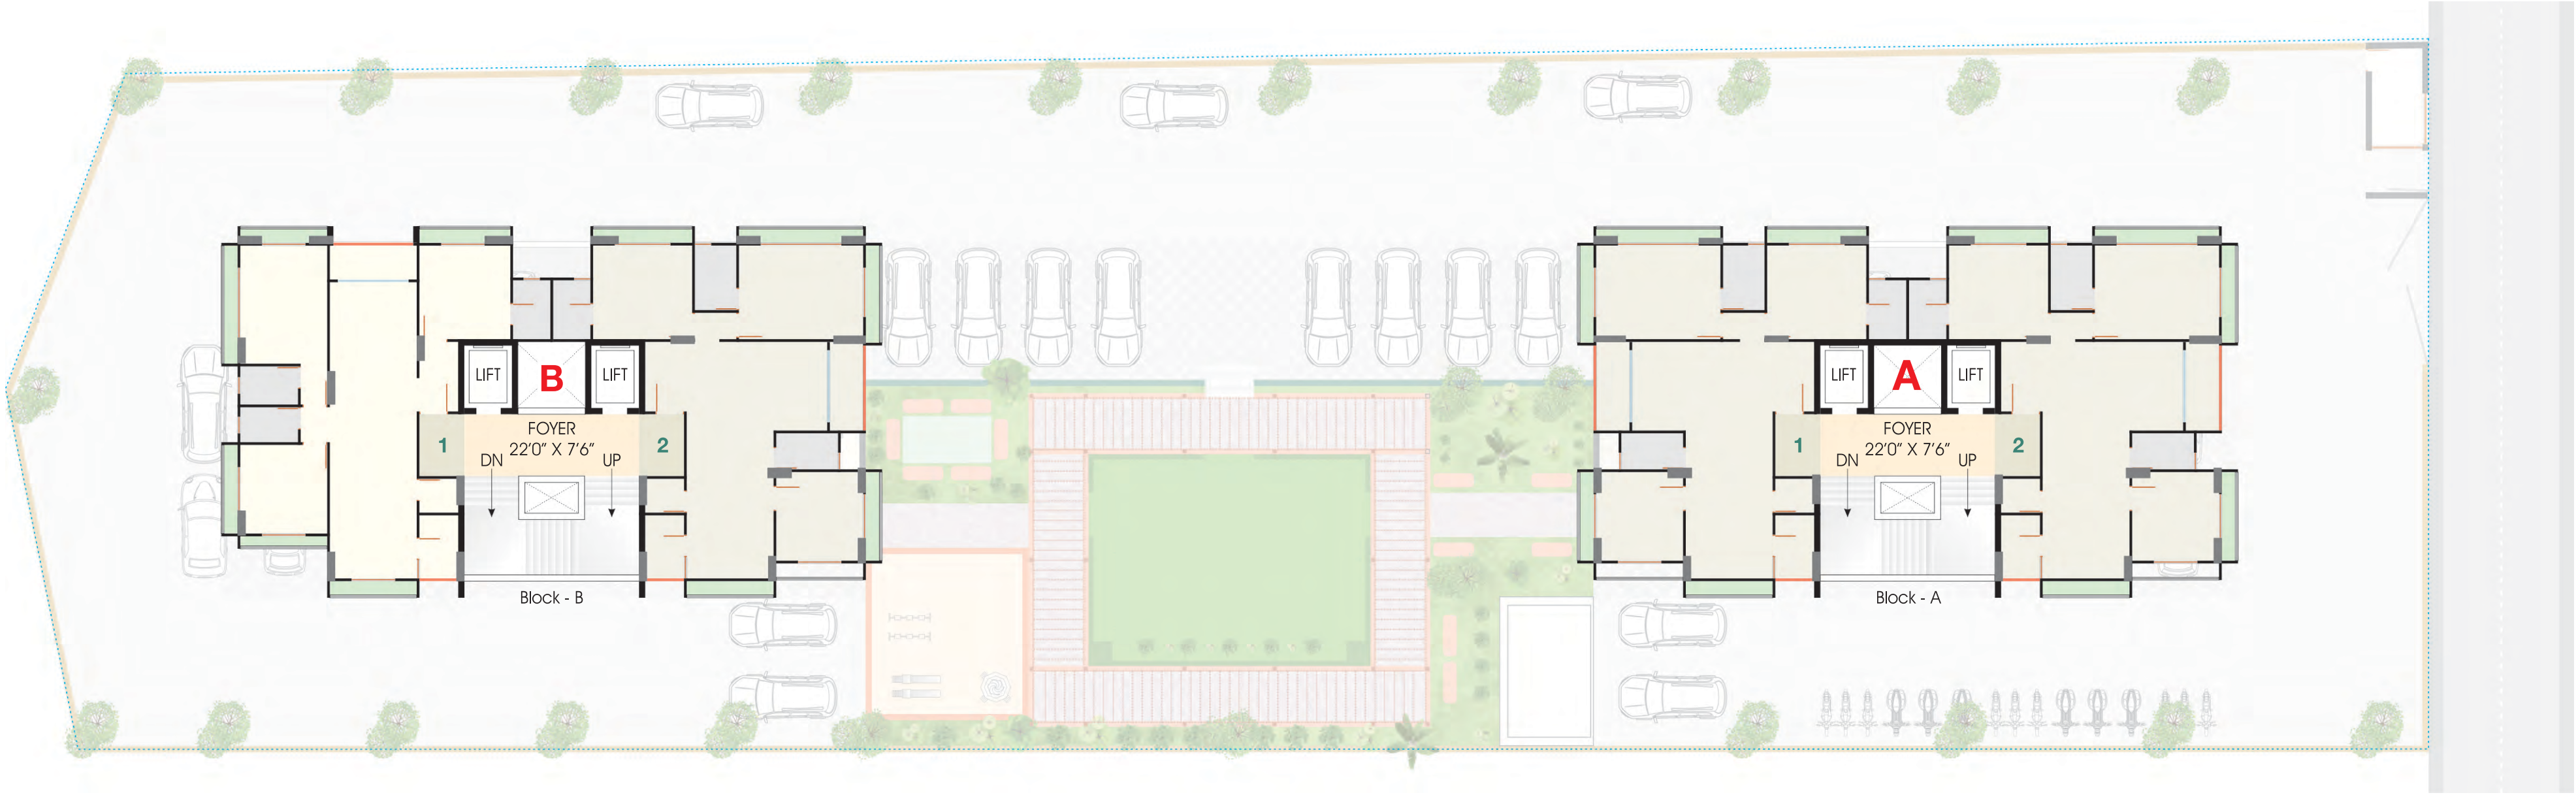 LIFT
B
LIFT
1
FOYER
22'0" X 7'6"
2
DN
UP
Block - B
LIFT
A
LIFT
1
FOYER
22'0" X 7'6"
2
DN
UP
Block - A